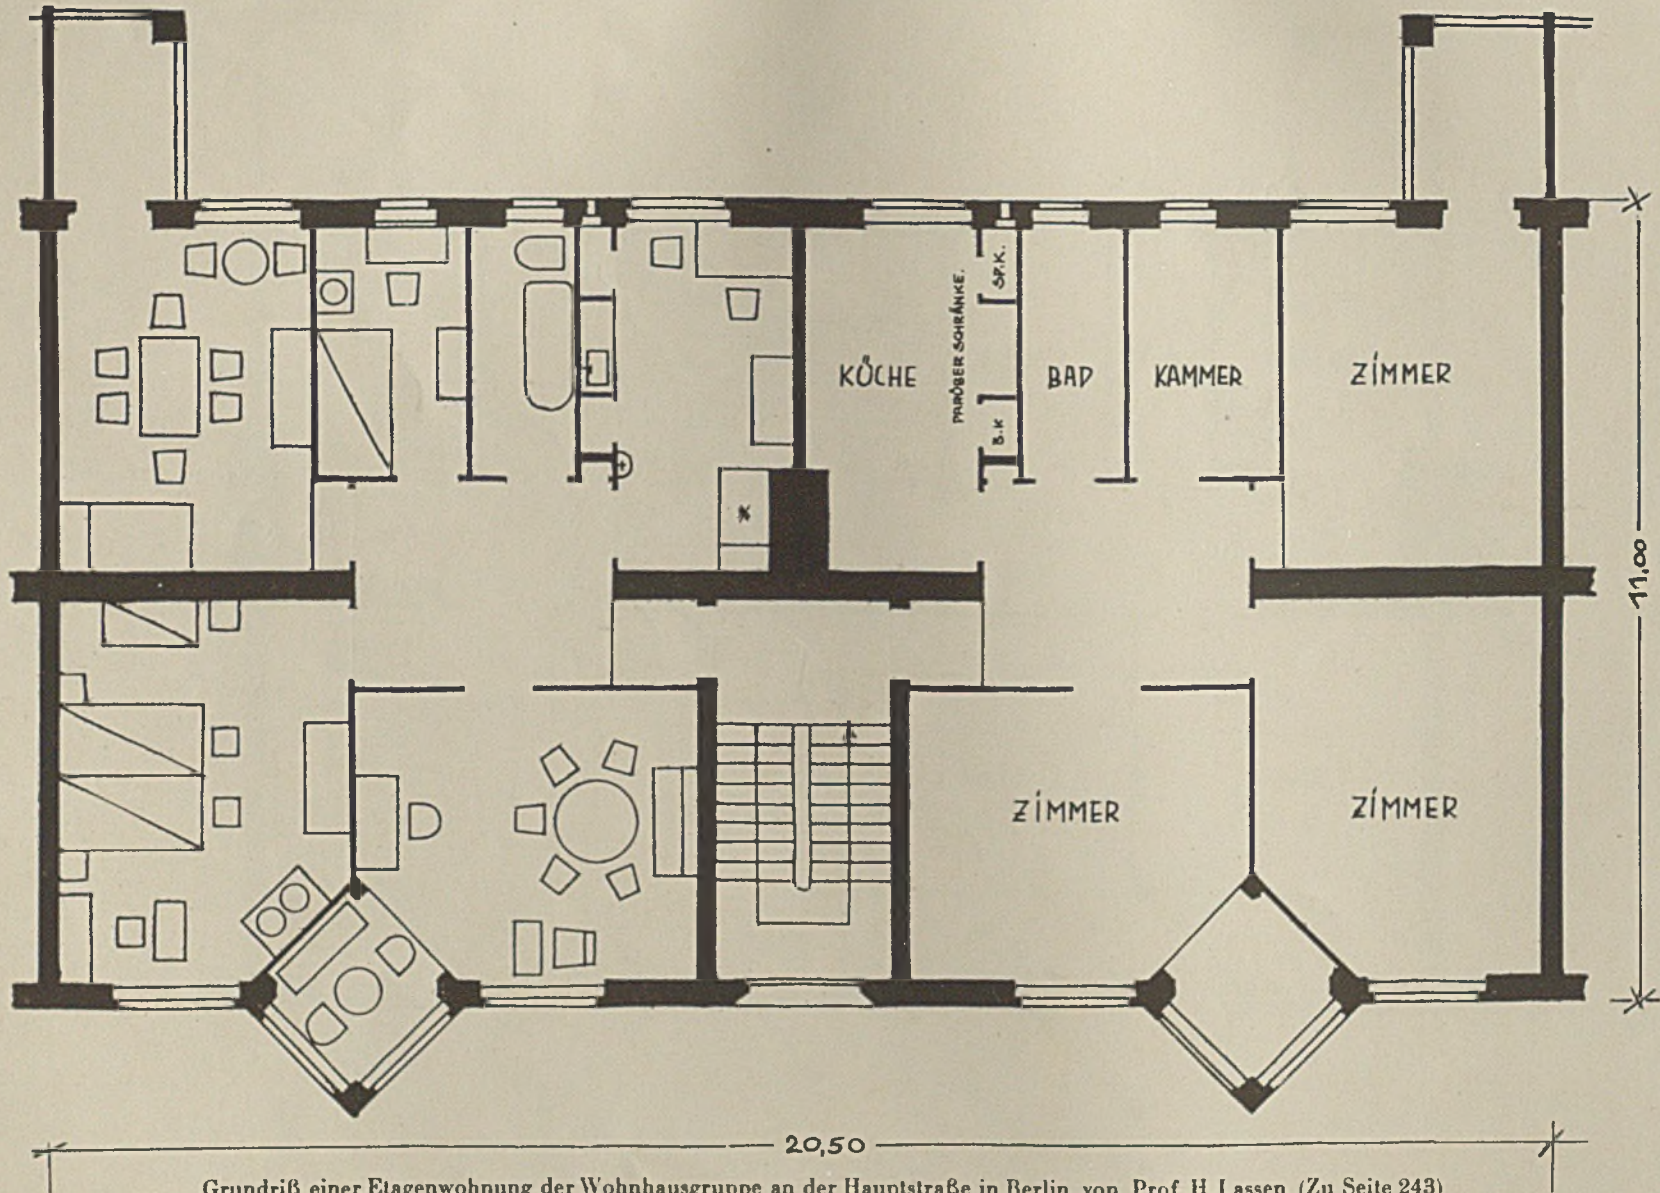 SP.K.
KÜCHE
DARÜBER SCHRÄNKE.
BAD
KAMMER
ZIMMER
B.K
11,00
ZIMMER
ZIMMER
20,50
Grundriß einer Etagenwohnung der Wohnhausgruppe an der Hauptstraße in Berlin, von Prof. H. Lassen (Zu Seite 243)